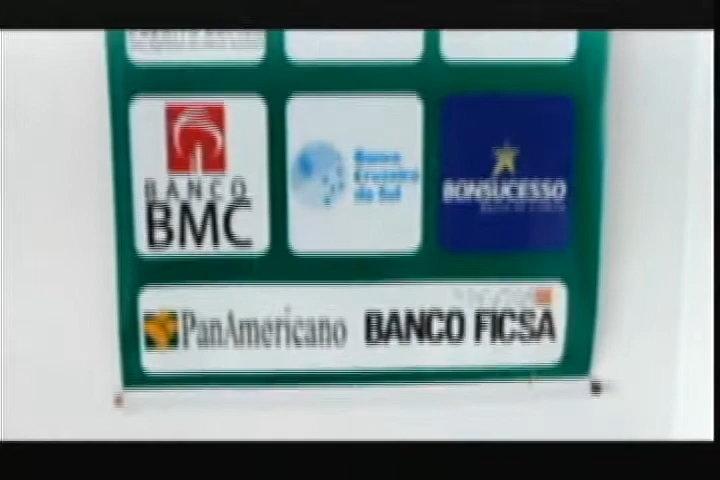 BANCO
BMC
Banco
Cruzeiro
do Sul
BONSUCESSO
PanAmericano
BANCO FICSA